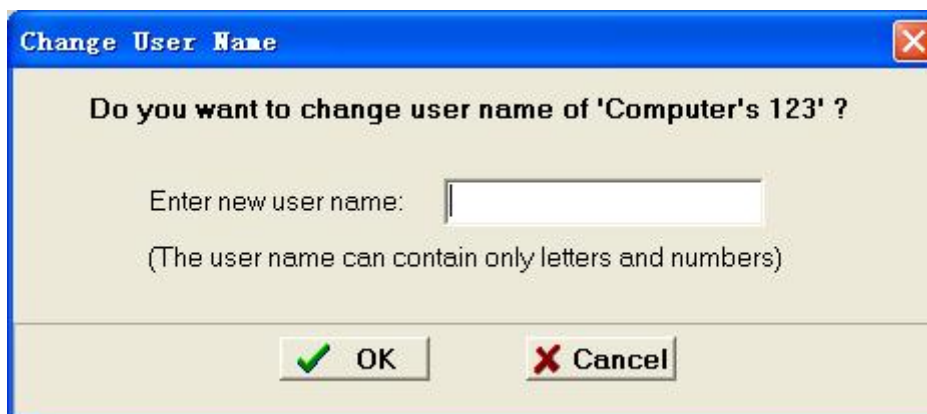 Change User Name
Do you want to change user name of 'Computer's 123' ?
Enter new user name:
(The user name can contain only letters and numbers)
OK
Cancel